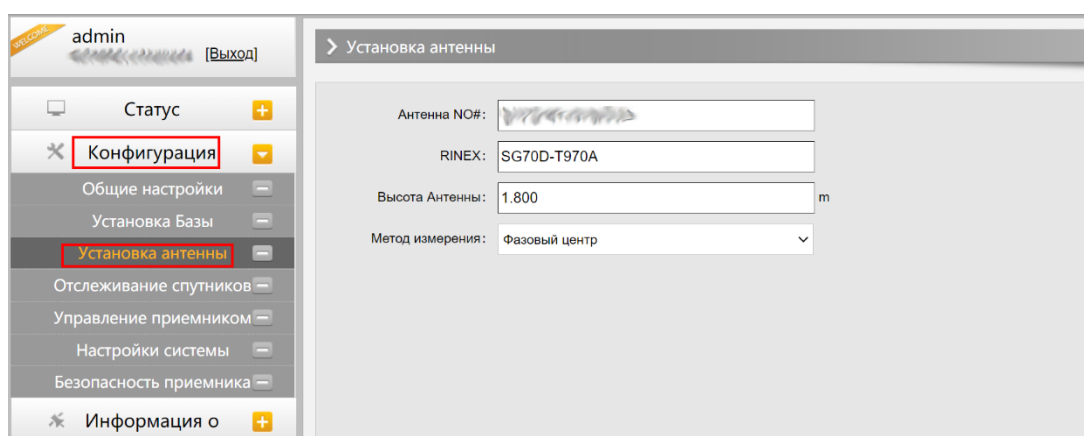 WELCOME
admin
[Выход]
Статус
Конфигурация
Общие настройки
Установка Базы
Установка антенны
Отслеживание спутников
Управление приемником
Настройки системы
Безопасность приемника
Информация о
Установка антенны
Антенна NO#:
RINEX: SG70D-T970A
Высота Антенны: 1.800 m
Метод измерения: Фазовый центр